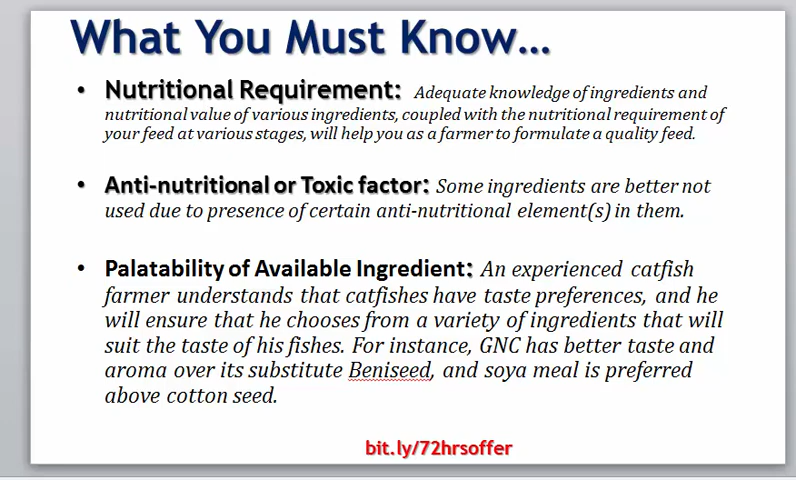 What You Must Know...
• Nutritional Requirement: Adequate knowledge of ingredients and
nutritional value of various ingredients, coupled with the nutritional requirement of
your feed at various stages, will help you as a farmer to formulate a quality feed.
• Anti-nutritional or Toxic factor: Some ingredients are better not
used due to presence of certain anti-nutritional element(s) in them.
• Palatability of Available Ingredient: An experienced catfish
farmer understands that catfishes have taste preferences, and he
will ensure that he chooses from a variety of ingredients that will
suit the taste of his fishes. For instance, GNC has better taste and
aroma over its substitute Beniseed, and soya meal is preferred
above cotton seed.
bit.ly/72hrsoffer